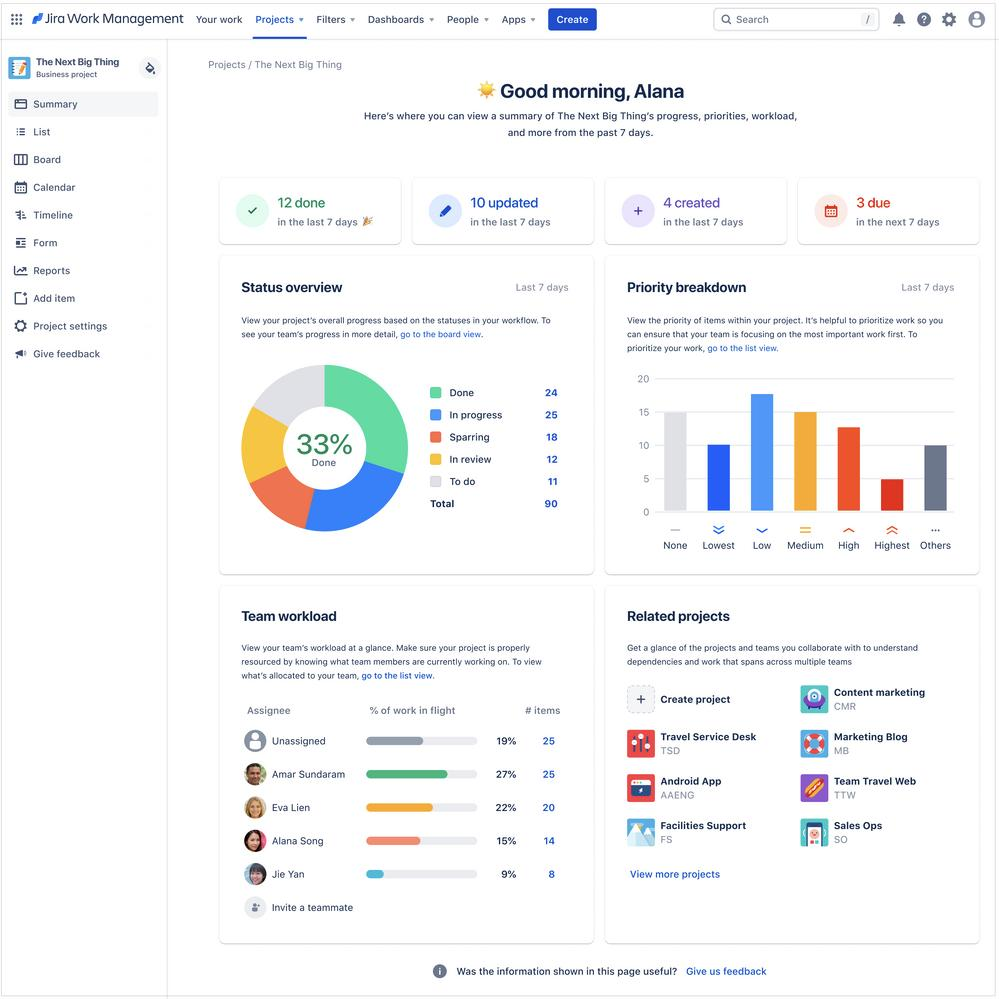 Jira Work Management Your work Projects Filters Dashboards People Apps Create Search /
The Next Big Thing
Business project
Summary
List
Board
Calendar
Timeline
Form
Reports
Add item
Project settings
Give feedback
Projects / The Next Big Thing
Good morning, Alana
Here's where you can view a summary of The Next Big Thing's progress, priorities, workload,
and more from the past 7 days.
12 done
in the last 7 days
10 updated
in the last 7 days
4 created
in the last 7 days
3 due
in the next 7 days
Status overview Last 7 days
View your project's overall progress based on the statuses in your workflow. To
see your team's progress in more detail, go to the board view.
33%
Done
Done 24
In progress 25
Sparring 18
In review 12
To do 11
Total 90
Priority breakdown Last 7 days
View the priority of items within your project. It's helpful to prioritize work so you
can ensure that your team is focusing on the most important work first. To
prioritize your work, go to the list view.
20
15
10
5
0
None Lowest Low Medium High Highest Others
Team workload
View your team's workload at a glance. Make sure your project is properly
resourced by knowing what team members are currently working on. To view
what's allocated to your team, go to the list view.
Assignee % of work in flight # items
Unassigned 19% 25
Amar Sundaram 27% 25
Eva Lien 22% 20
Alana Song 15% 14
Jie Yan 9% 8
Invite a teammate
Related projects
Get a glance of the projects and teams you collaborate with to understand
dependencies and work that spans across multiple teams
Create project
Content marketing
CMR
Travel Service Desk
TSD
Marketing Blog
MB
Android App
AAENG
Team Travel Web
TTW
Facilities Support
FS
Sales Ops
SO
View more projects
Was the information shown in this page useful? Give us feedback